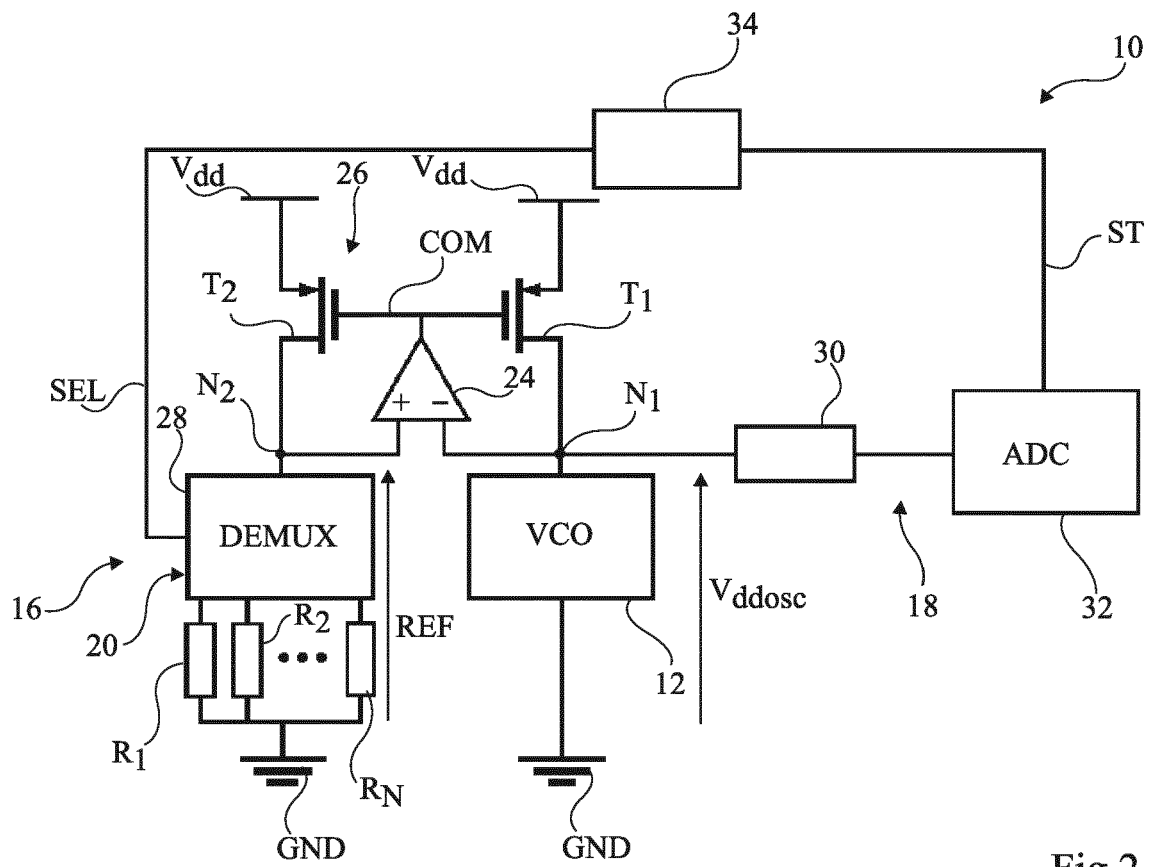 34
10
Vdd
26
Vdd
COM
ST
T2
T1
30
SEL
N2
24
N1
28
+ −
ADC
DEMUX
VCO
Vddosc
16
18
32
R2
REF
20
12
R1
RN
GND
GND
Fig 2